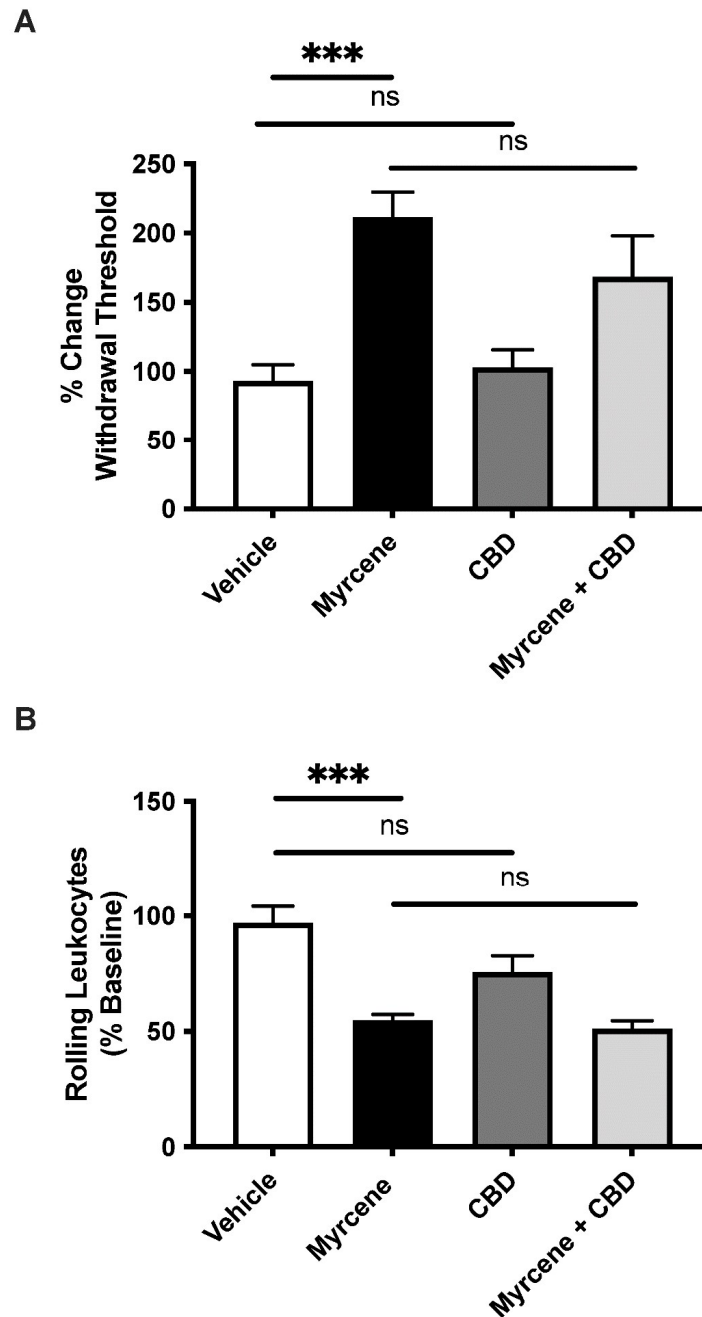 A
***
ns
ns
% Change
Withdrawal Threshold
250
200
150
100
50
0
Vehicle
Myrcene
CBD
Myrcene + CBD
B
***
ns
ns
Rolling Leukocytes
(% Baseline)
150
100
50
0
Vehicle
Myrcene
CBD
Myrcene + CBD